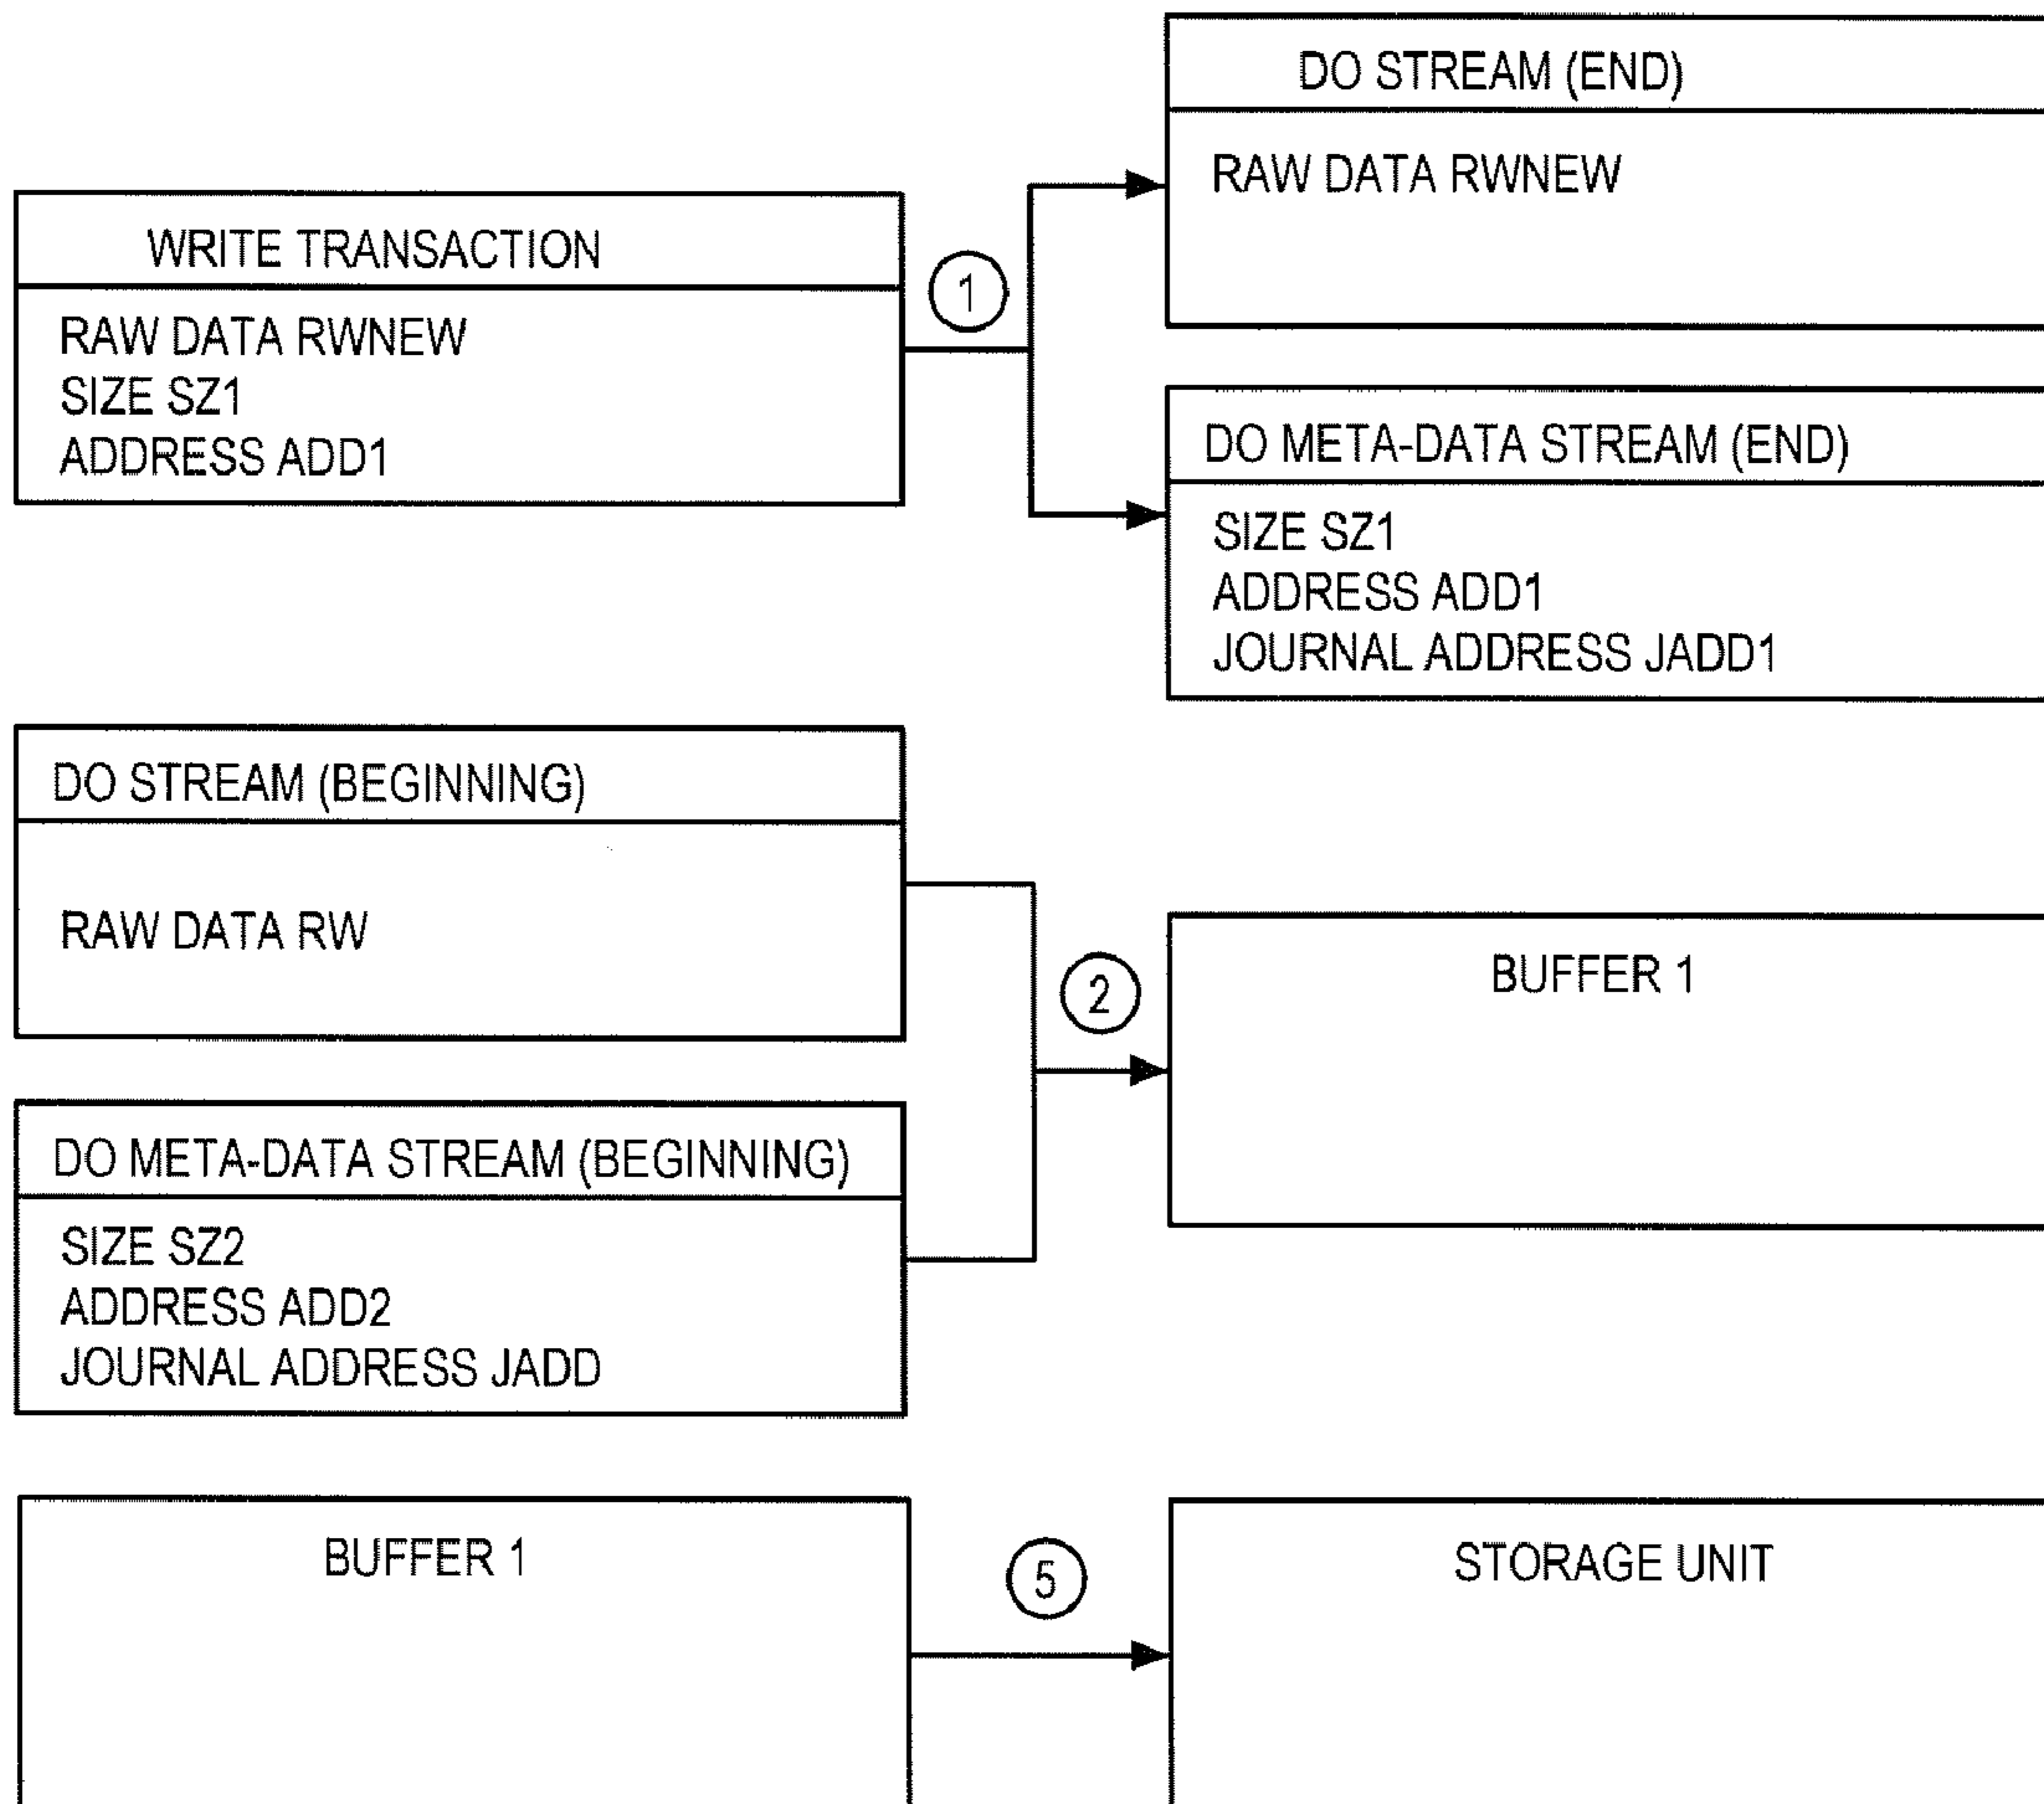 DO STREAM (END)
RAW DATA RWNEW
WRITE TRANSACTION
RAW DATA RWNEW
SIZE SZ1
ADDRESS ADD1
1
DO META-DATA STREAM (END)
SIZE SZ1
ADDRESS ADD1
JOURNAL ADDRESS JADD1
DO STREAM (BEGINNING)
RAW DATA RW
DO META-DATA STREAM (BEGINNING)
SIZE SZ2
ADDRESS ADD2
JOURNAL ADDRESS JADD
2
BUFFER 1
BUFFER 1
5
STORAGE UNIT